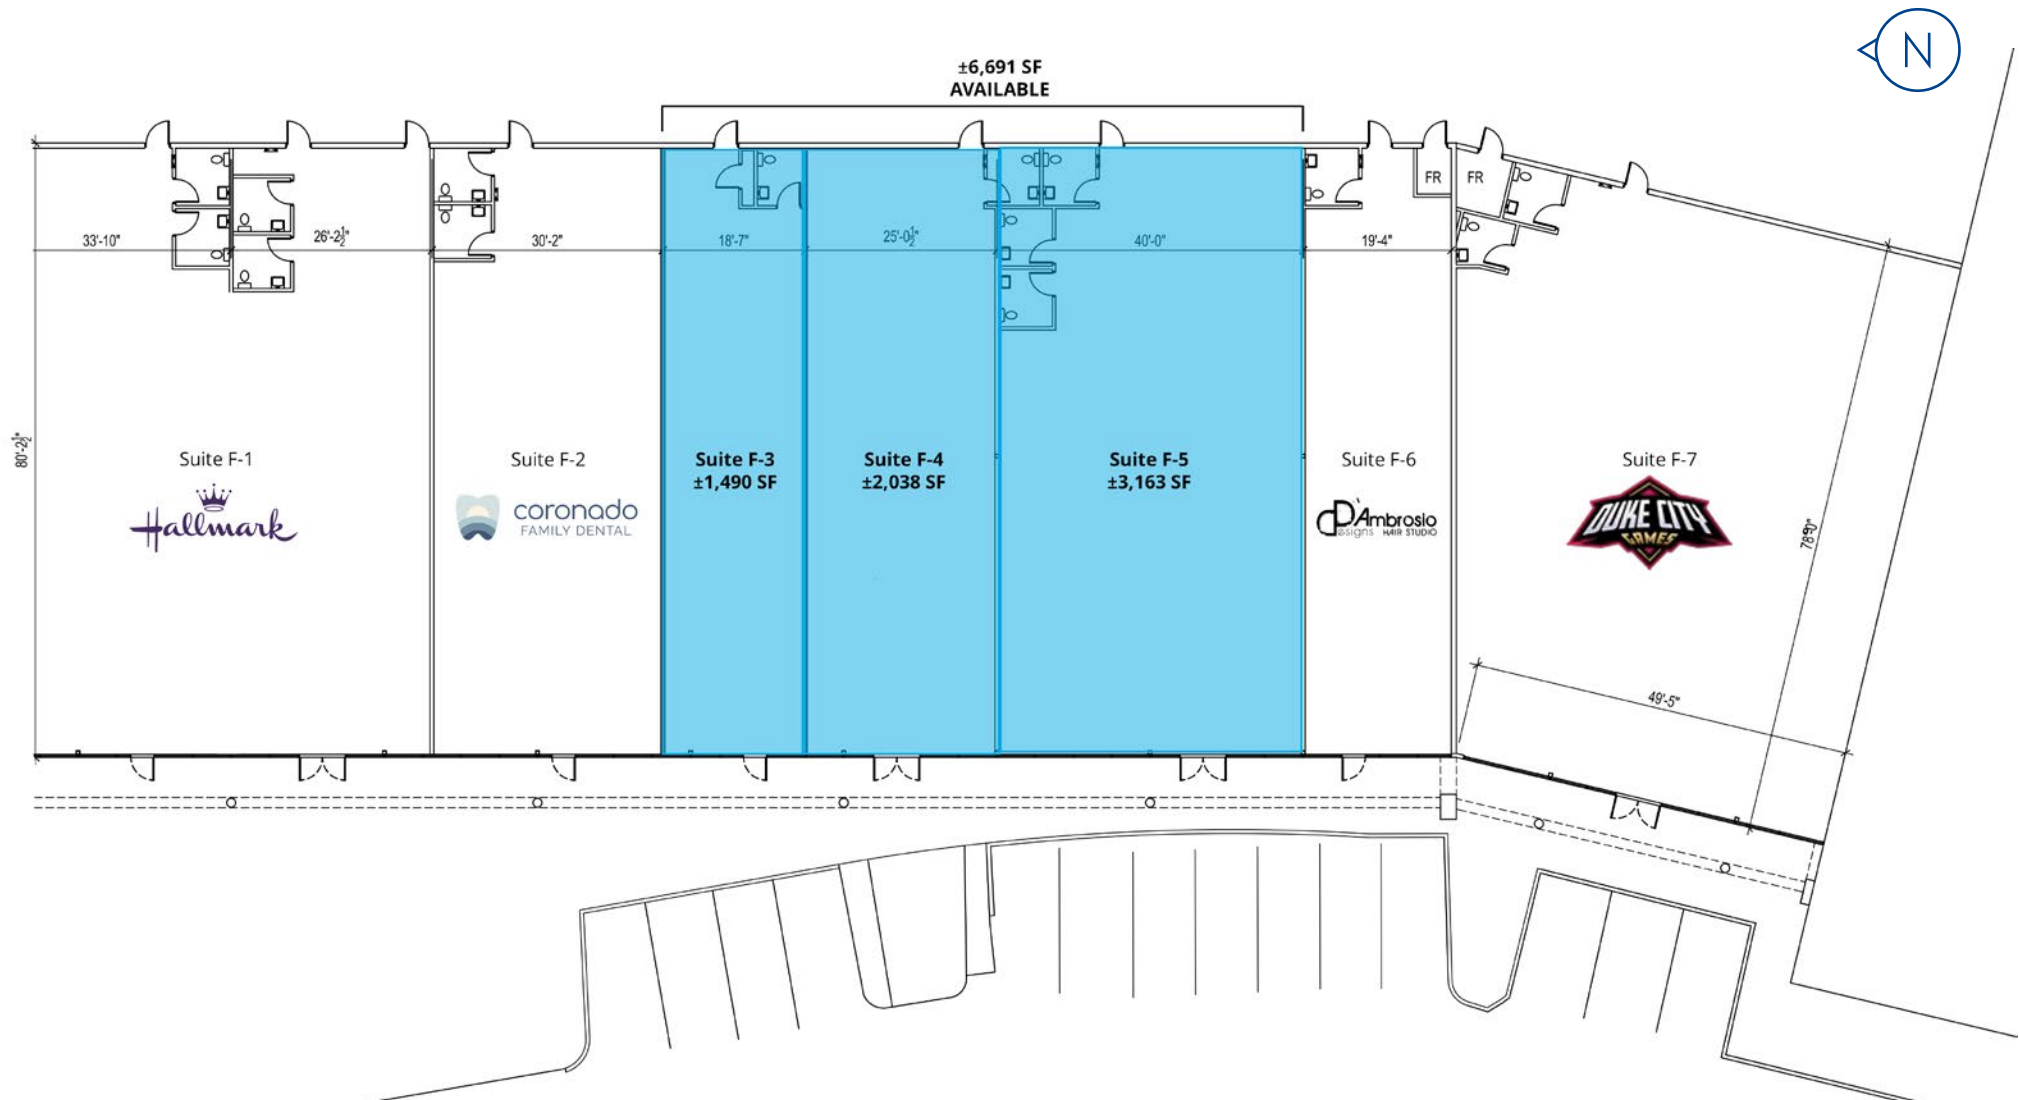 N
±6,691 SF
AVAILABLE
FR
FR
33'-10"
26'-2½"
30'-2"
18'-7"
25'-0½"
40'-0"
19'-4"
80'-2½"
Suite F-1
Hallmark
Suite F-2
coronado
FAMILY DENTAL
Suite F-3
±1,490 SF
Suite F-4
±2,038 SF
Suite F-5
±3,163 SF
Suite F-6
D'Ambrosio
Designs HAIR STUDIO
Suite F-7
DUKE CITY
GAMES
78'-0"
49'-5"